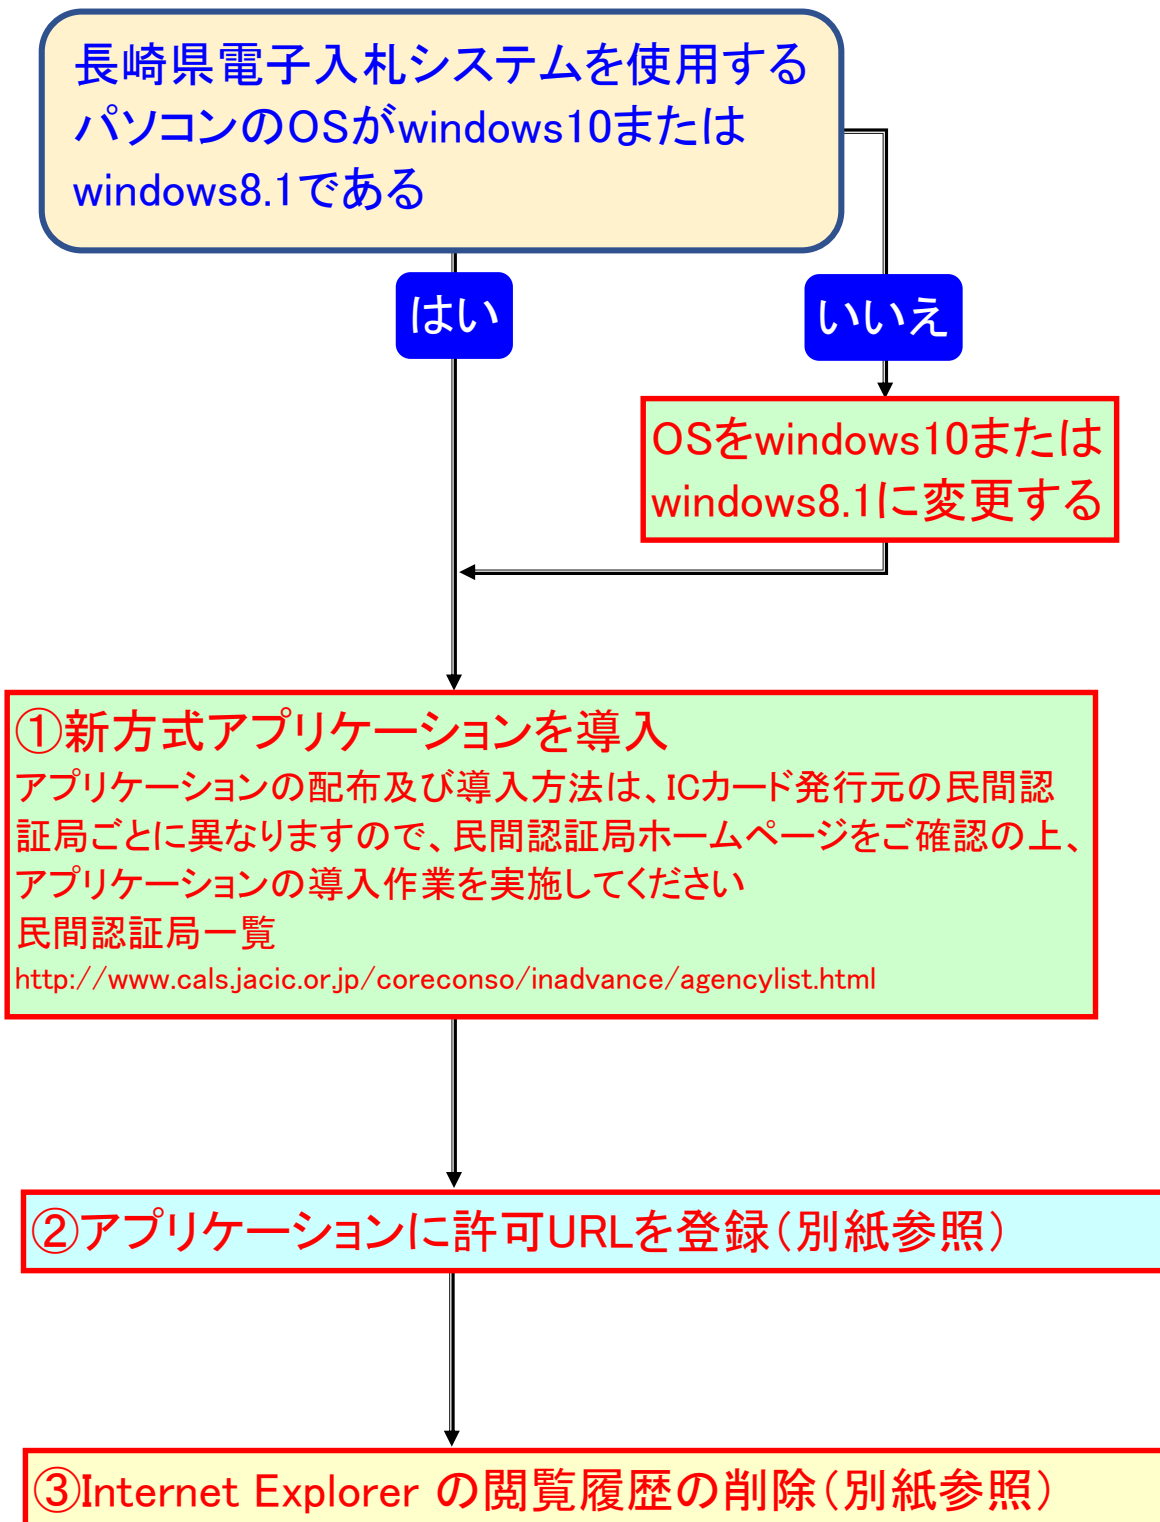 長崎県電子入札システムを使用する
パソコンのOSがwindows10または
windows8.1である
はい
いいえ
OSをwindows10または
windows8.1に変更する
①新方式アプリケーションを導入
アプリケーションの配布及び導入方法は、ICカード発行元の民間認
証局ごとに異なりますので、民間認証局ホームページをご確認の上、
アプリケーションの導入作業を実施してください
民間認証局一覧
http://www.cals.jacic.or.jp/coreconso/inadvance/agencylist.html
②アプリケーションに許可URLを登録（別紙参照）
③Internet Explorer の閲覧履歴の削除（別紙参照）